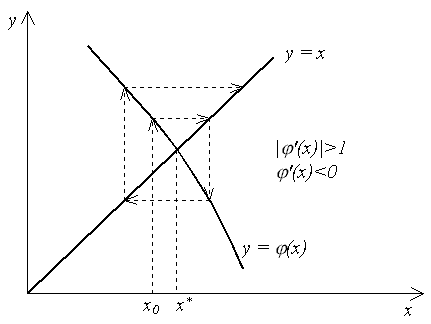 y
y = x
|φ'(x)|>1
φ'(x)<0
y = φ(x)
x₀
x*
x